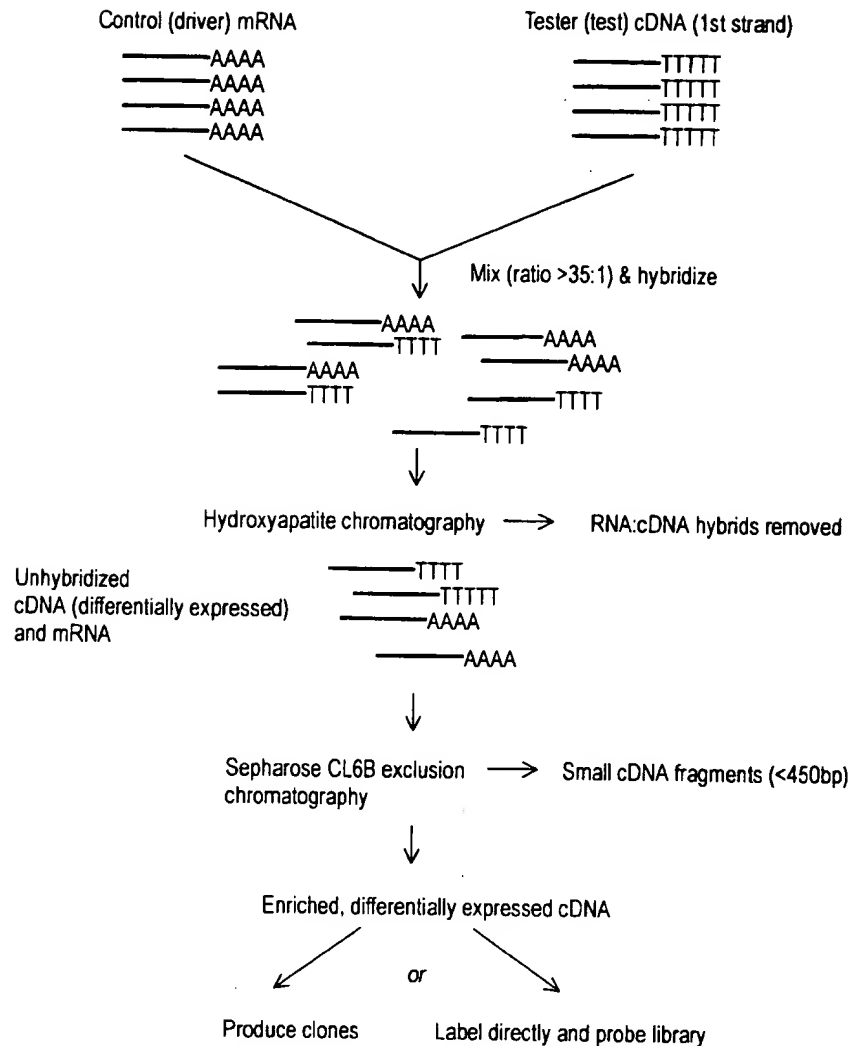 Control (driver) mRNA
Tester (test) cDNA (1st strand)
AAAA
AAAA
AAAA
AAAA
TTTTT
TTTTT
TTTTT
TTTTT
Mix (ratio >35:1) & hybridize
AAAA
TTTT
AAAA
TTTT
AAAA
AAAA
TTTT
TTTT
Hydroxyapatite chromatography
RNA:cDNA hybrids removed
Unhybridized
cDNA (differentially expressed)
and mRNA
TTTT
TTTTT
AAAA
AAAA
Sepharose CL6B exclusion
chromatography
Small cDNA fragments (<450bp)
Enriched, differentially expressed cDNA
or
Produce clones
Label directly and probe library